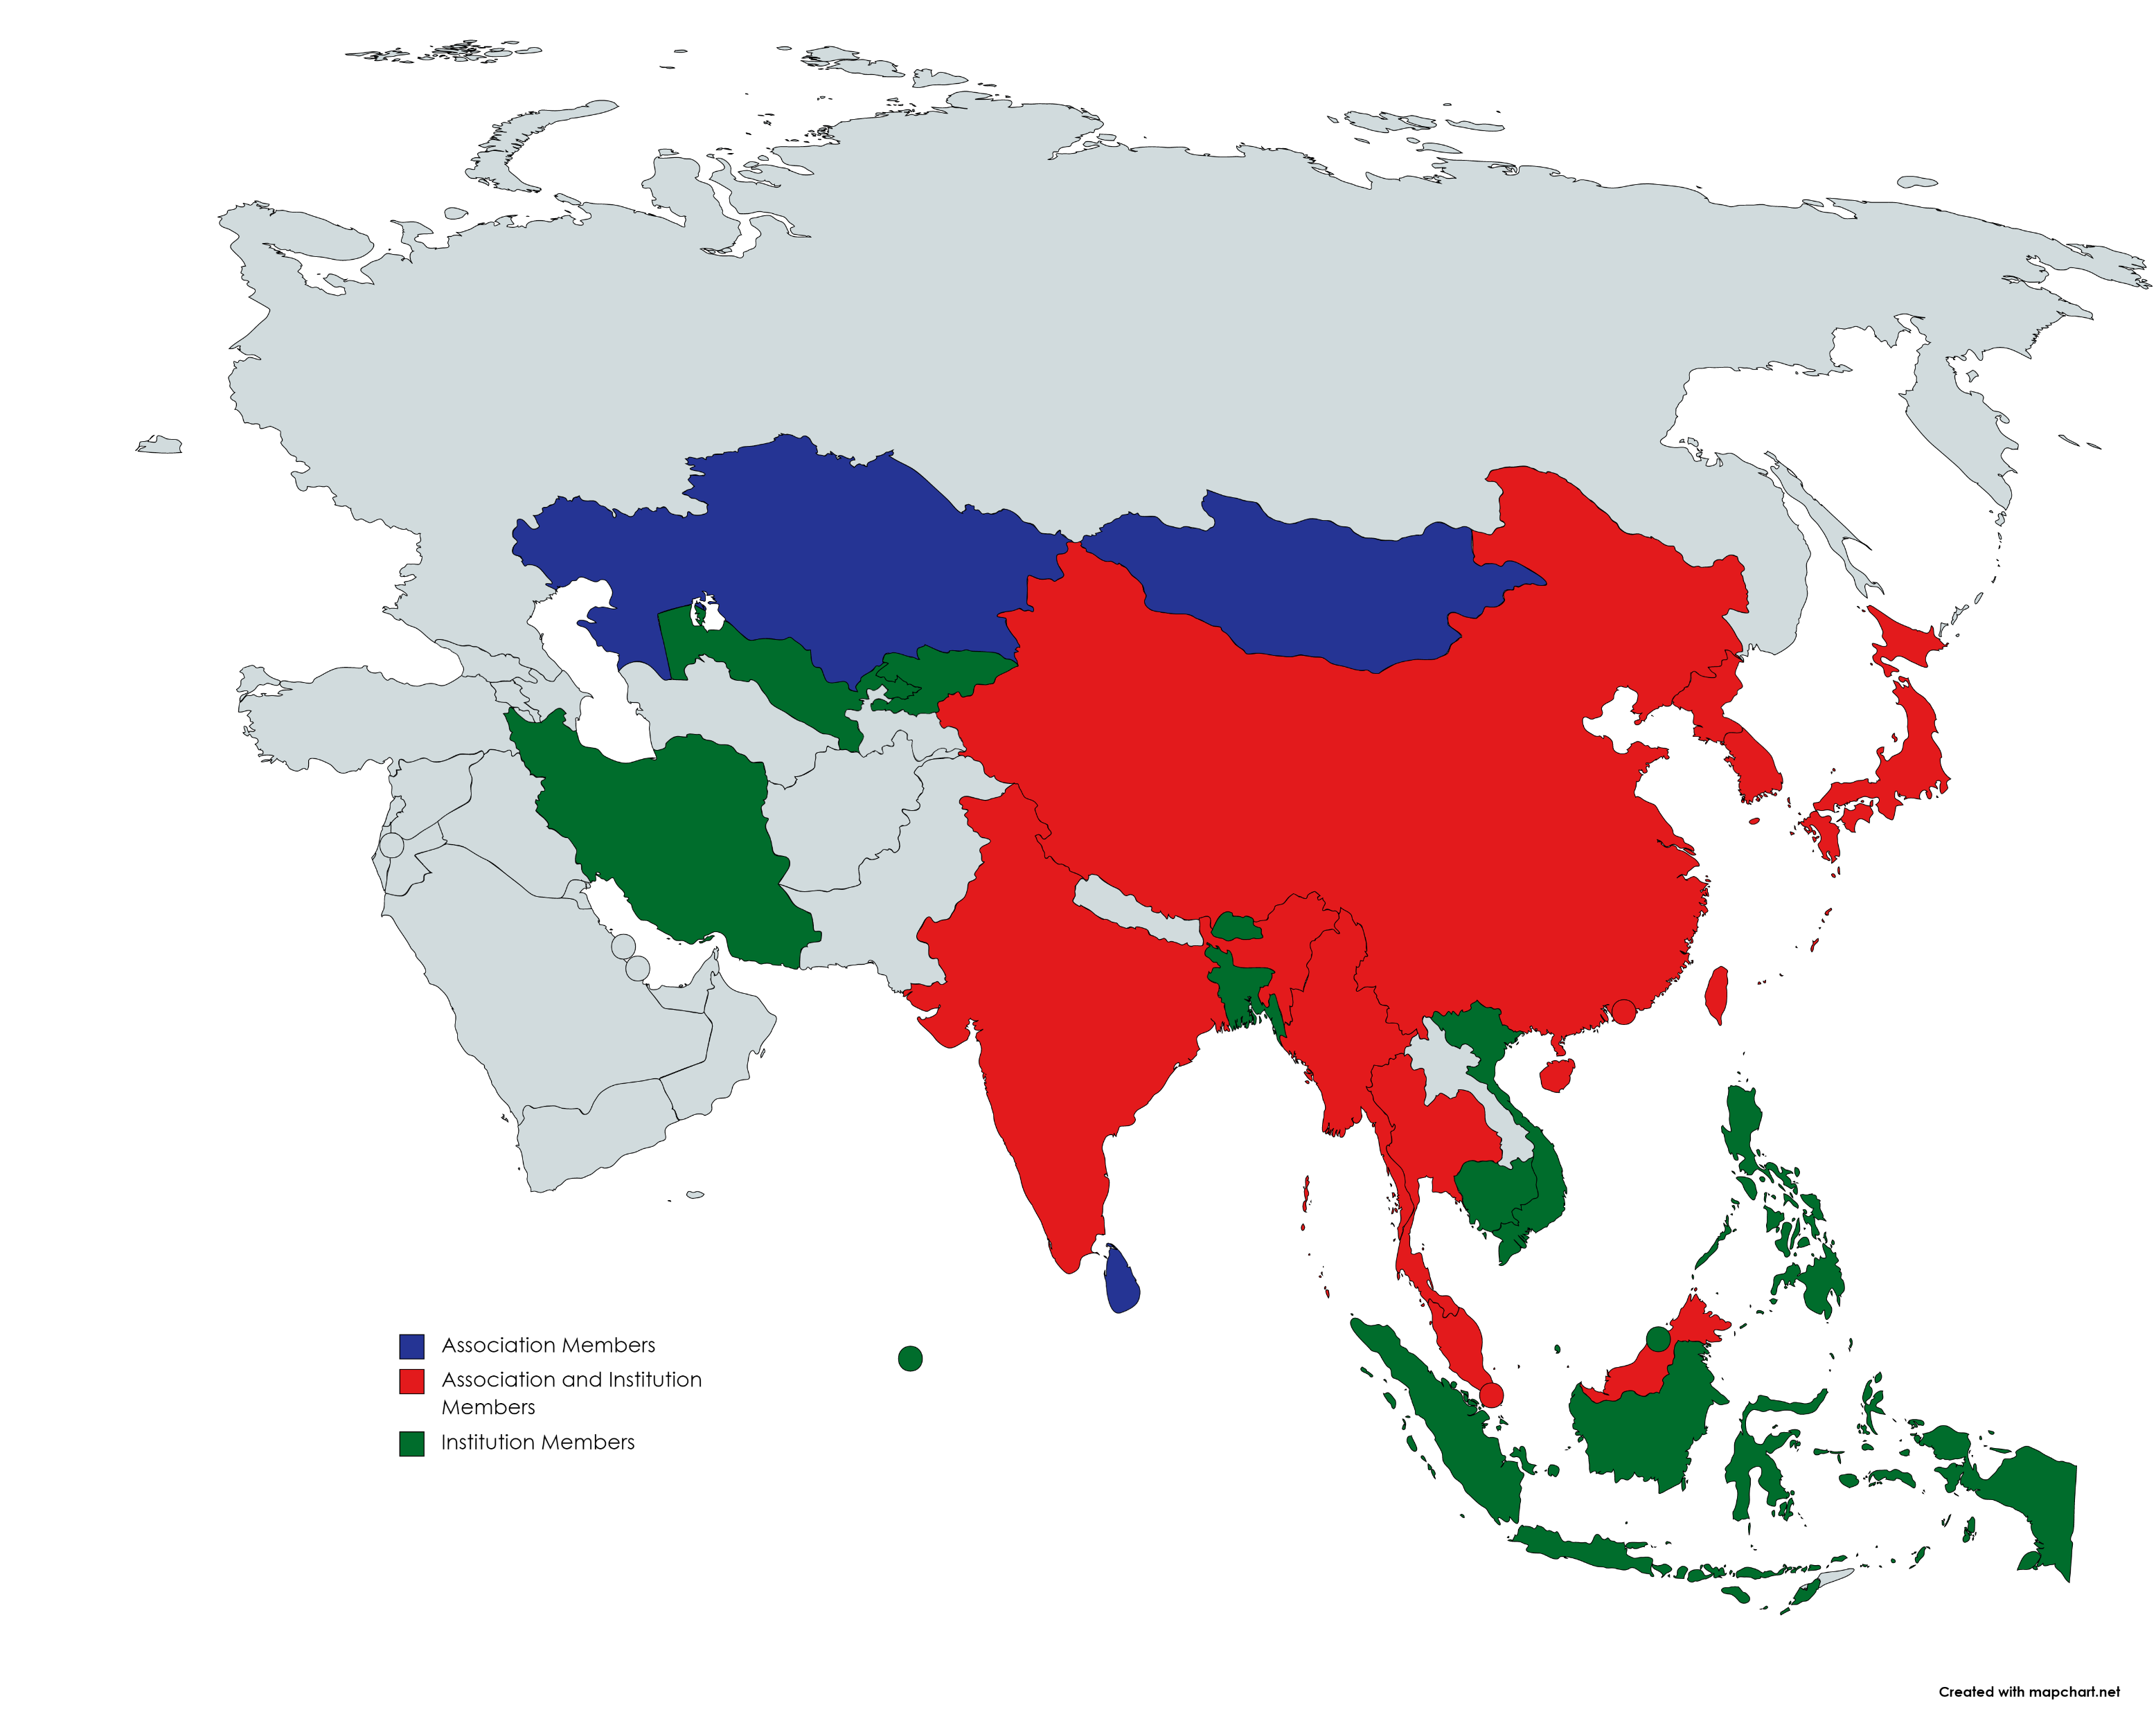 Association Members
Association and Institution
Members
Institution Members
Created with mapchart.net